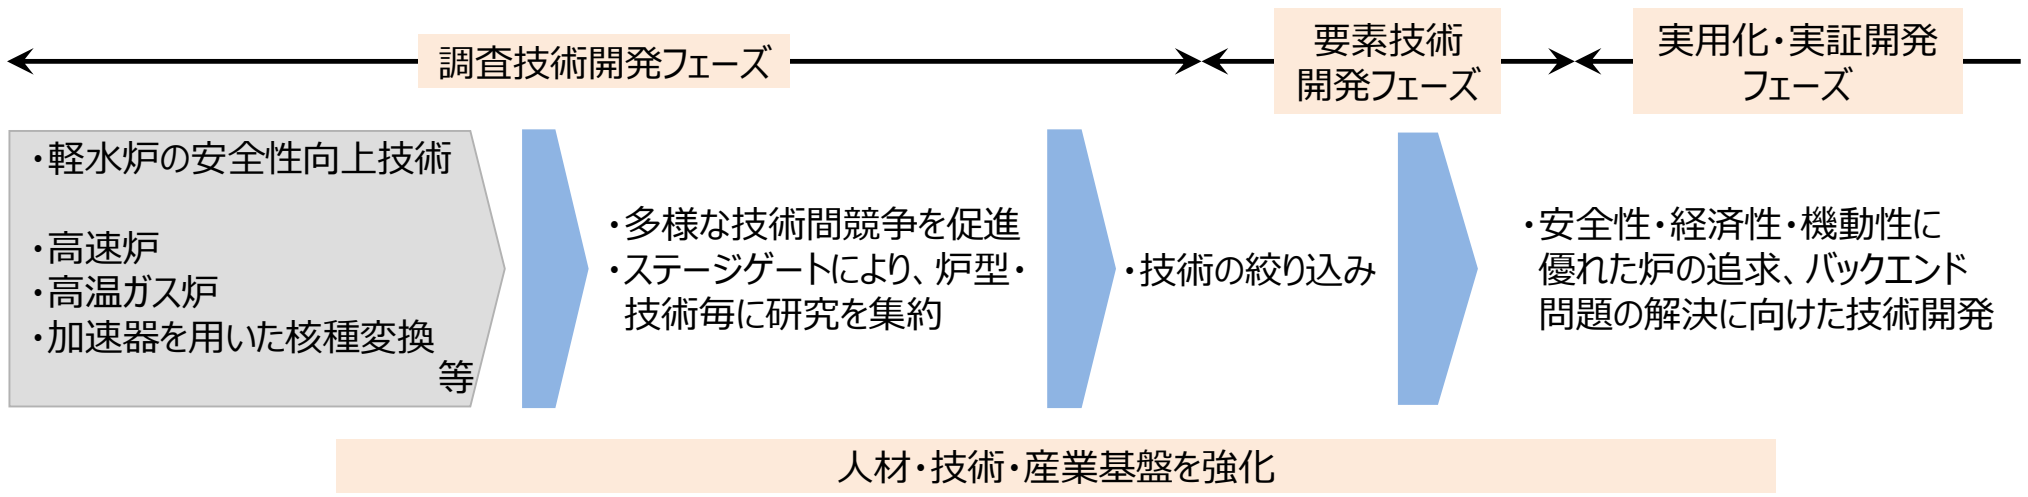 調査技術開発フェーズ
要素技術
開発フェーズ
実用化・実証開発
フェーズ
・軽水炉の安全性向上技術
・高速炉
・高温ガス炉
・加速器を用いた核種変換
等
・多様な技術間競争を促進
・ステージゲートにより、炉型・
技術毎に研究を集約
・技術の絞り込み
・安全性・経済性・機動性に
優れた炉の追求、バックエンド
問題の解決に向けた技術開発
人材・技術・産業基盤を強化